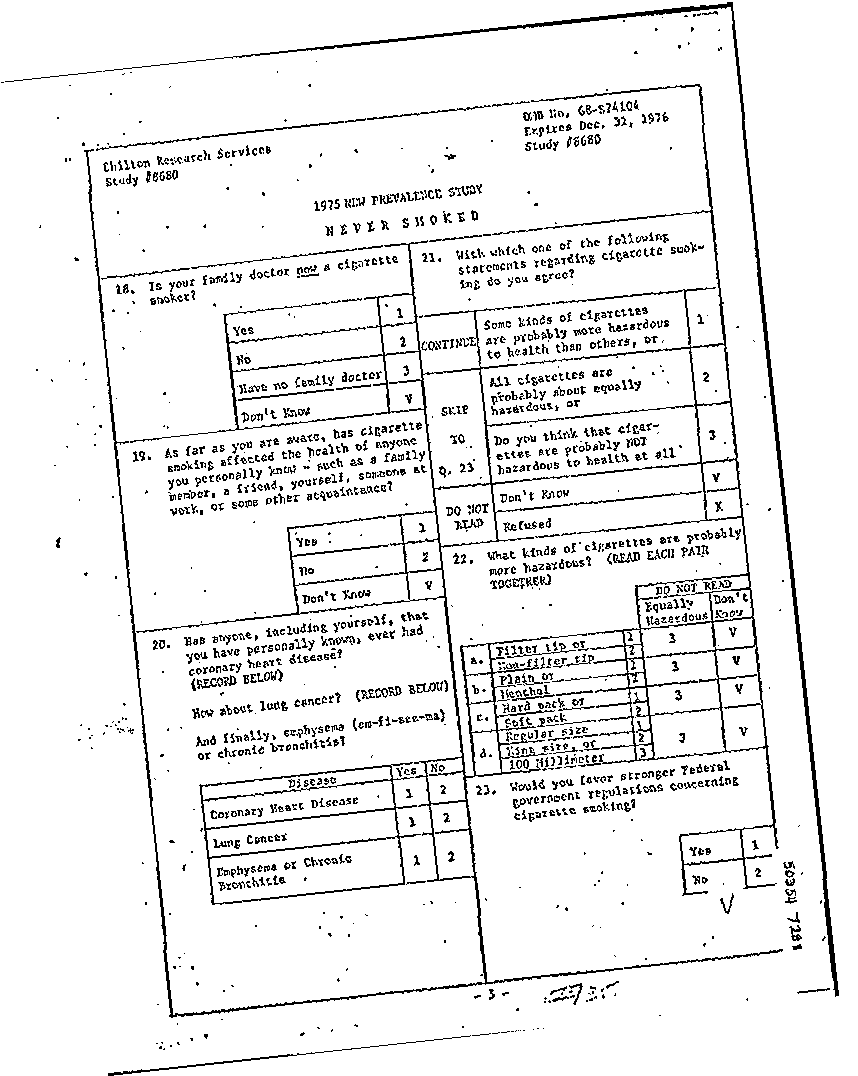 Chilton Research Services
Study #8680
OMB No. 68-S74104
Expires Dec. 31, 1976
Study #8680
1975 NEW PREVALENCE STUDY
NEVER SMOKED
18. Is your family doctor now a cigarette
smoker?
Yes 1
No 2
Have no family doctor 3
Don't Know V
19. As far as you are aware, has cigarette
smoking affected the health of anyone
you personally know - such as a family
member, a friend, yourself, someone at
work, or some other acquaintance?
Yes 1
No 2
Don't Know V
20. Has anyone, including yourself, that
you have personally known, ever had
coronary heart disease?
(RECORD BELOW)
How about lung cancer? (RECORD BELOW)
And finally, emphysema (em-fi-see-ma)
or chronic bronchitis?
Disease Yes No
Coronary Heart Disease 1 2
Lung Cancer 1 2
Emphysema or Chronic
Bronchitis 1 2
21. With which one of the following
statements regarding cigarette smok-
ing do you agree?
CONTINUE
Some kinds of cigarettes
are probably more hazardous
to health than others, or 1
SKIP
TO
Q. 23
All cigarettes are
probably about equally
hazardous, or 2
Do you think that cigar-
ettes are probably NOT
hazardous to health at all 3
DO NOT
READ
Don't Know V
Refused X
22. What kinds of cigarettes are probably
more hazardous? (READ EACH PAIR
TOGETHER)
DO NOT READ
Equally
Hazardous
Don't
Know
a. Filter tip or 1
Non-filter tip 2
3 V
b. Plain or 1
Menthol 2
3 V
c. Hard pack or 1
Soft pack 2
3 V
d. Regular size 1
King size, or 2
100 Millimeter 3
3 V
23. Would you favor stronger Federal
government regulations concerning
cigarette smoking?
Yes 1
No 2
V
- 3 -
50354 7281